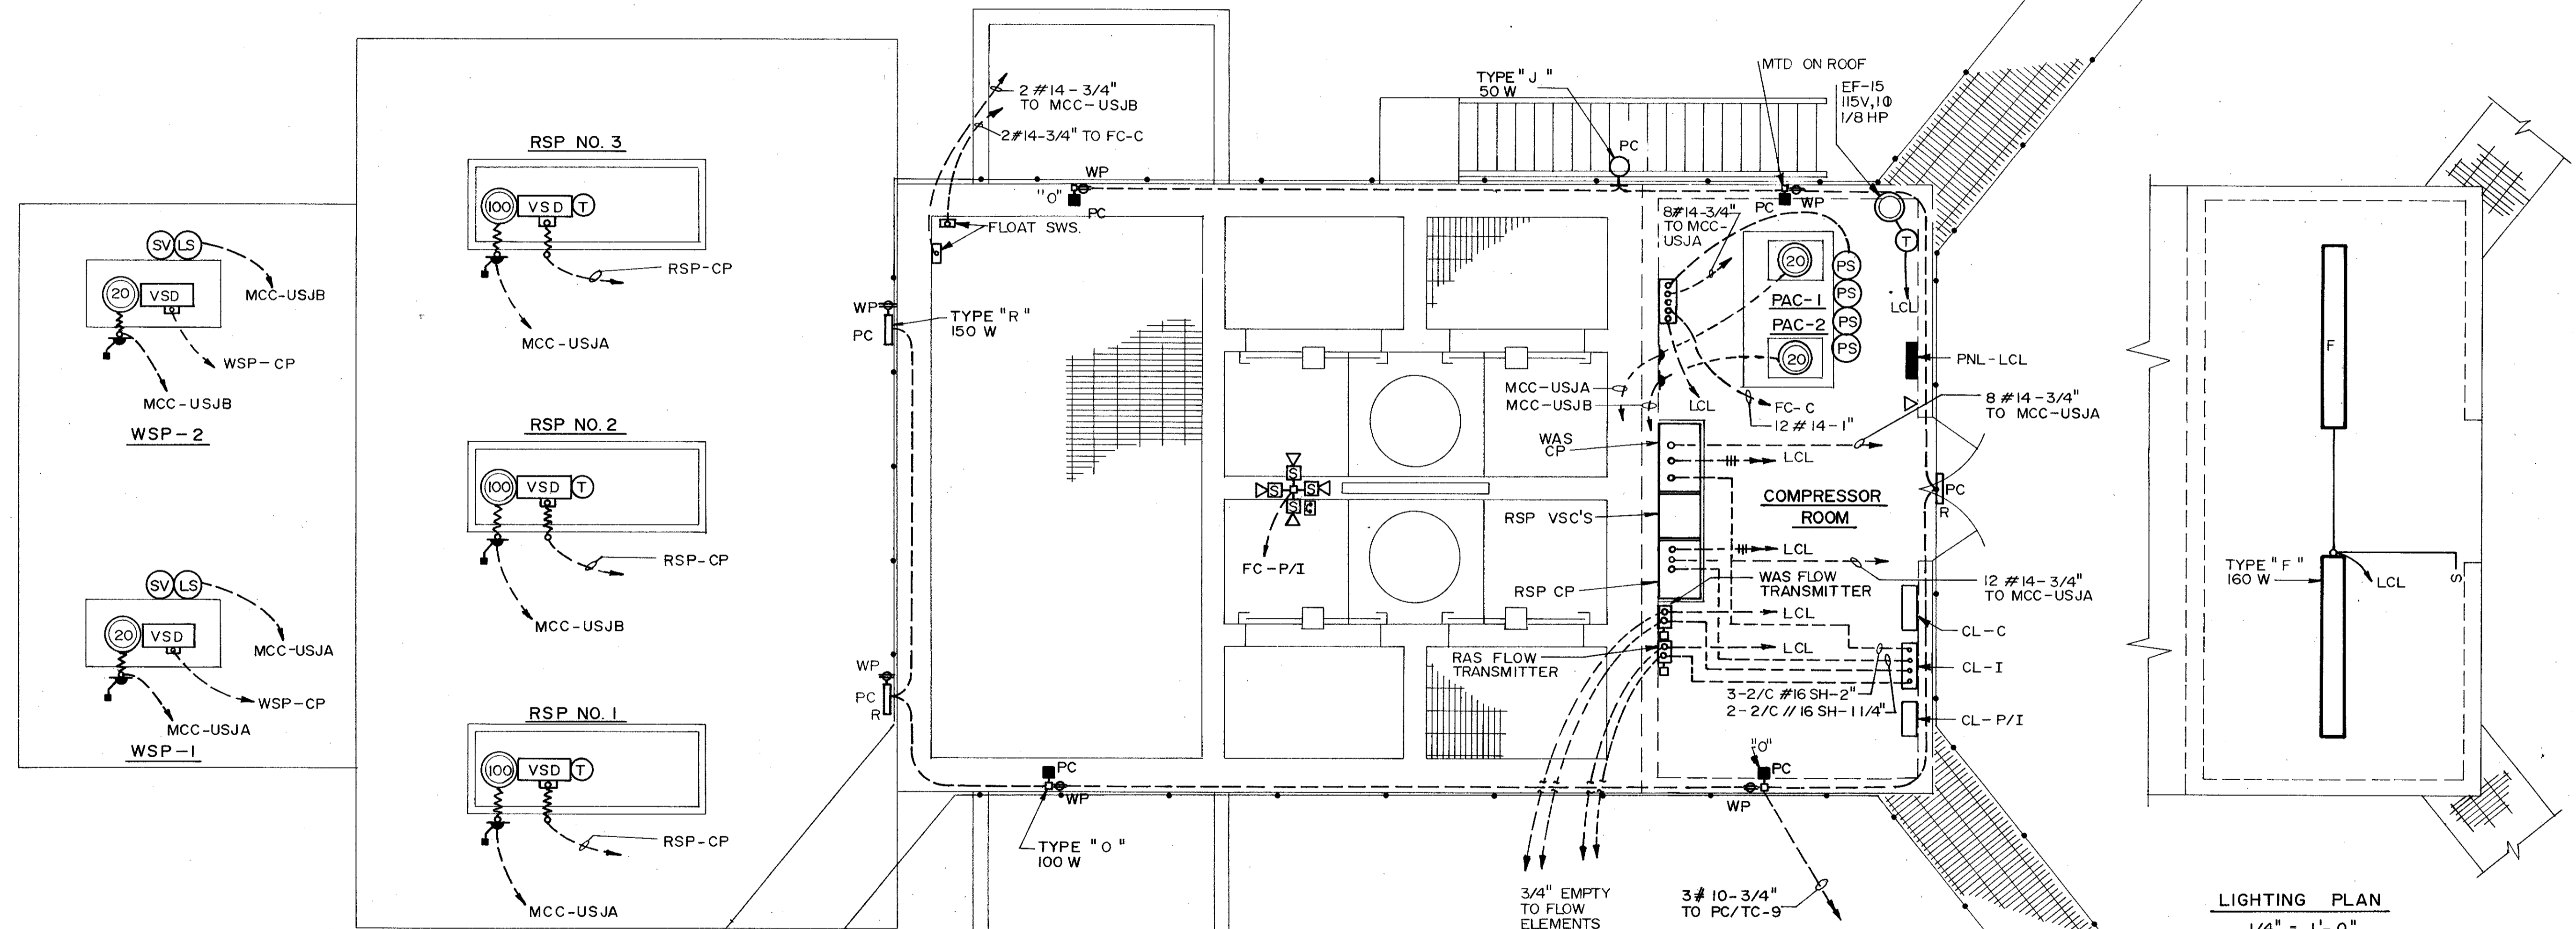 RSP NO. 3
100
VSD
T
RSP-CP
MCC-USJA
SV
LS
MCC-USJB
20
VSD
WSP-CP
MCC-USJB
WSP-2
RSP NO. 2
100
VSD
T
RSP-CP
MCC-USJB
SV
LS
MCC-USJA
20
VSD
WSP-CP
MCC-USJA
WSP-1
RSP NO. 1
100
VSD
T
RSP-CP
MCC-USJA
2 #14-3/4"
TO MCC-USJB
2#14-3/4" TO FC-C
FLOAT SWS.
"O"
WP
PC
WP
PC
TYPE "R"
150 W
WP
PC
R
PC
WP
TYPE "O"
100 W
TYPE "J"
50 W
PC
MTD ON ROOF
EF-15
115V,1Φ
1/8 HP
PC
WP
T
LCL
8#14-3/4"
TO MCC-
USJA
20
PAC-1
PAC-2
20
PS
PS
PS
PS
PNL-LCL
MCC-USJA
MCC-USJB
LCL
FC-C
12 #14-1"
8 #14-3/4"
TO MCC-USJA
WAS
CP
LCL
COMPRESSOR
ROOM
PC
R
RSP VSC'S
S
S
S
S
FC-P/I
LCL
RSP CP
WAS FLOW
TRANSMITTER
12 #14-3/4"
TO MCC-USJA
LCL
CL-C
RAS FLOW
TRANSMITTER
LCL
CL-I
3-2/C #16 SH-2"
2-2/C //16 SH-1 1/4"
CL-P/I
"O"
PC
WP
3/4" EMPTY
TO FLOW
ELEMENTS
3# 10-3/4"
TO PC/TC-9
F
TYPE "F"
160 W
LCL
S
LIGHTING PLAN
1/4" = 1'-0"